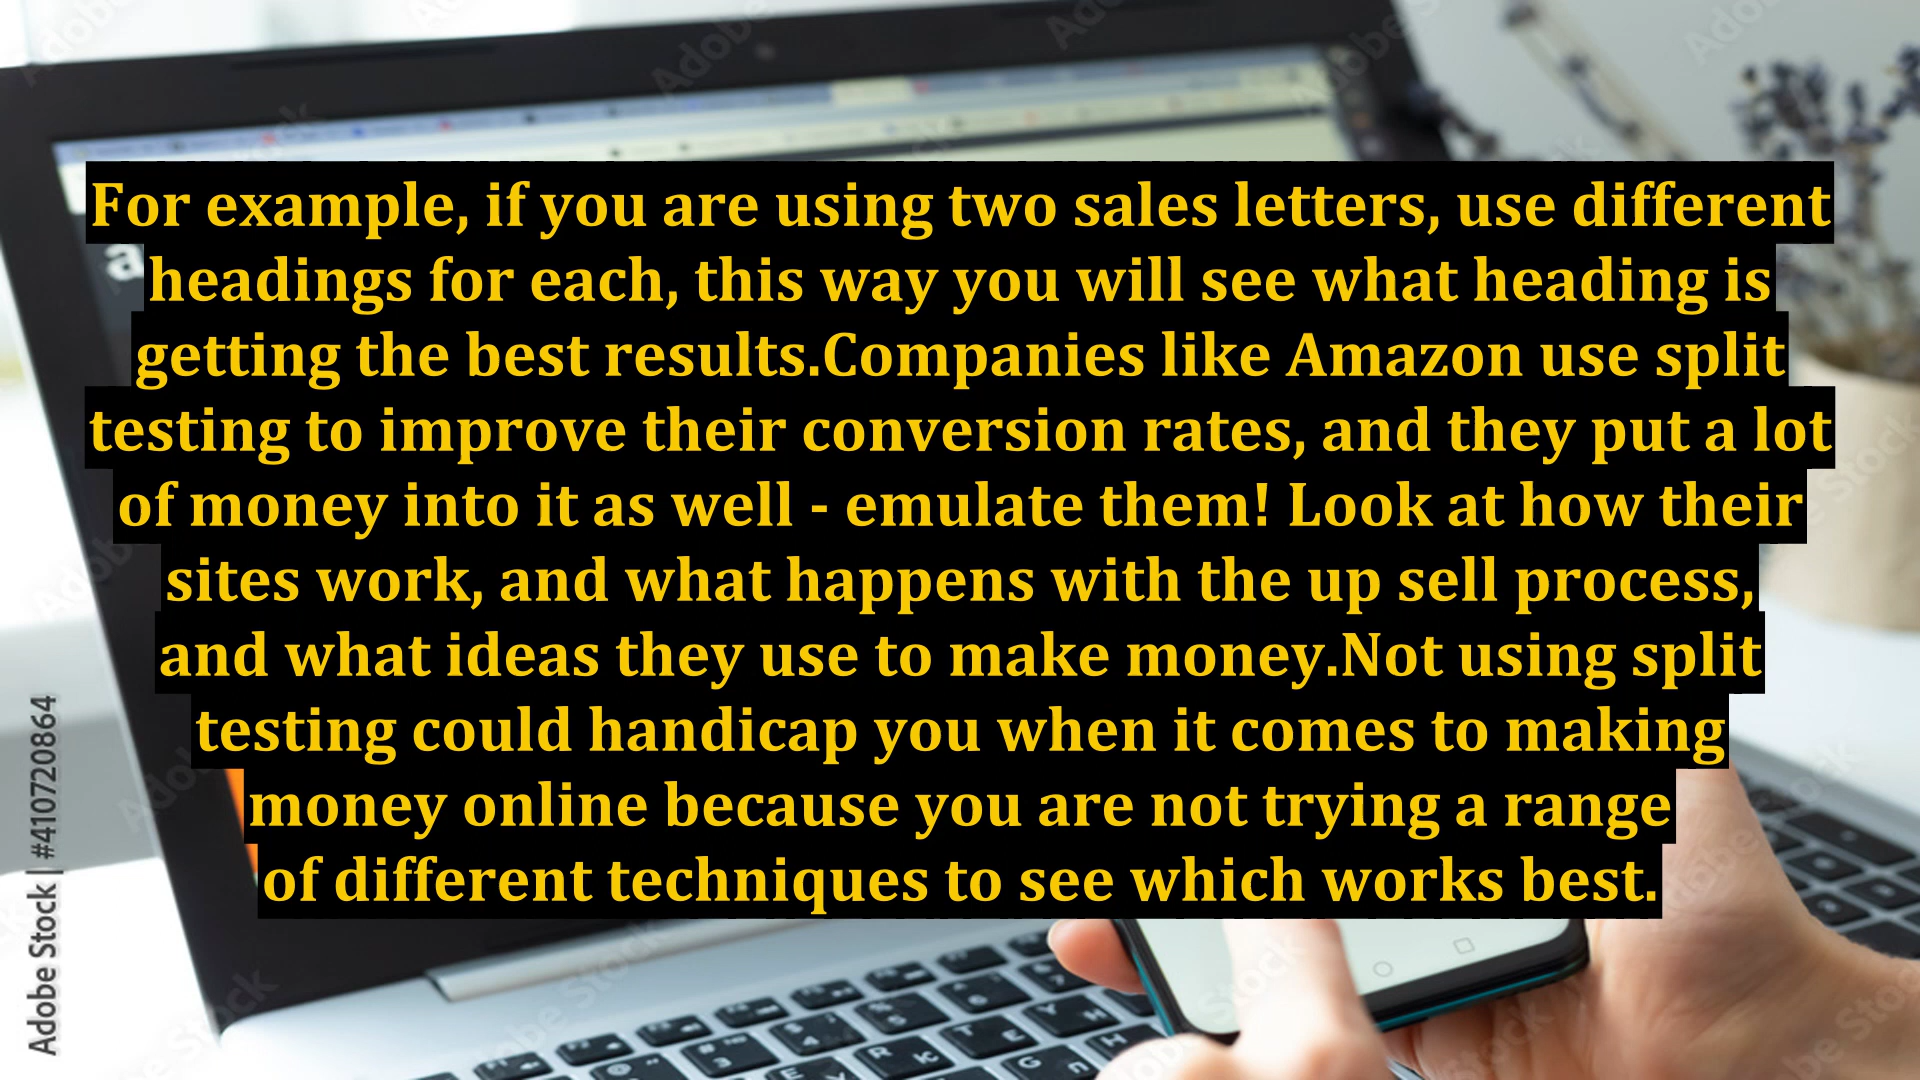 For example, if you are using two sales letters, use different
headings for each, this way you will see what heading is
getting the best results.Companies like Amazon use split
testing to improve their conversion rates, and they put a lot
of money into it as well - emulate them! Look at how their
sites work, and what happens with the up sell process,
and what ideas they use to make money.Not using split
testing could handicap you when it comes to making
money online because you are not trying a range
of different techniques to see which works best.
a
Adobe Stock | #410720864